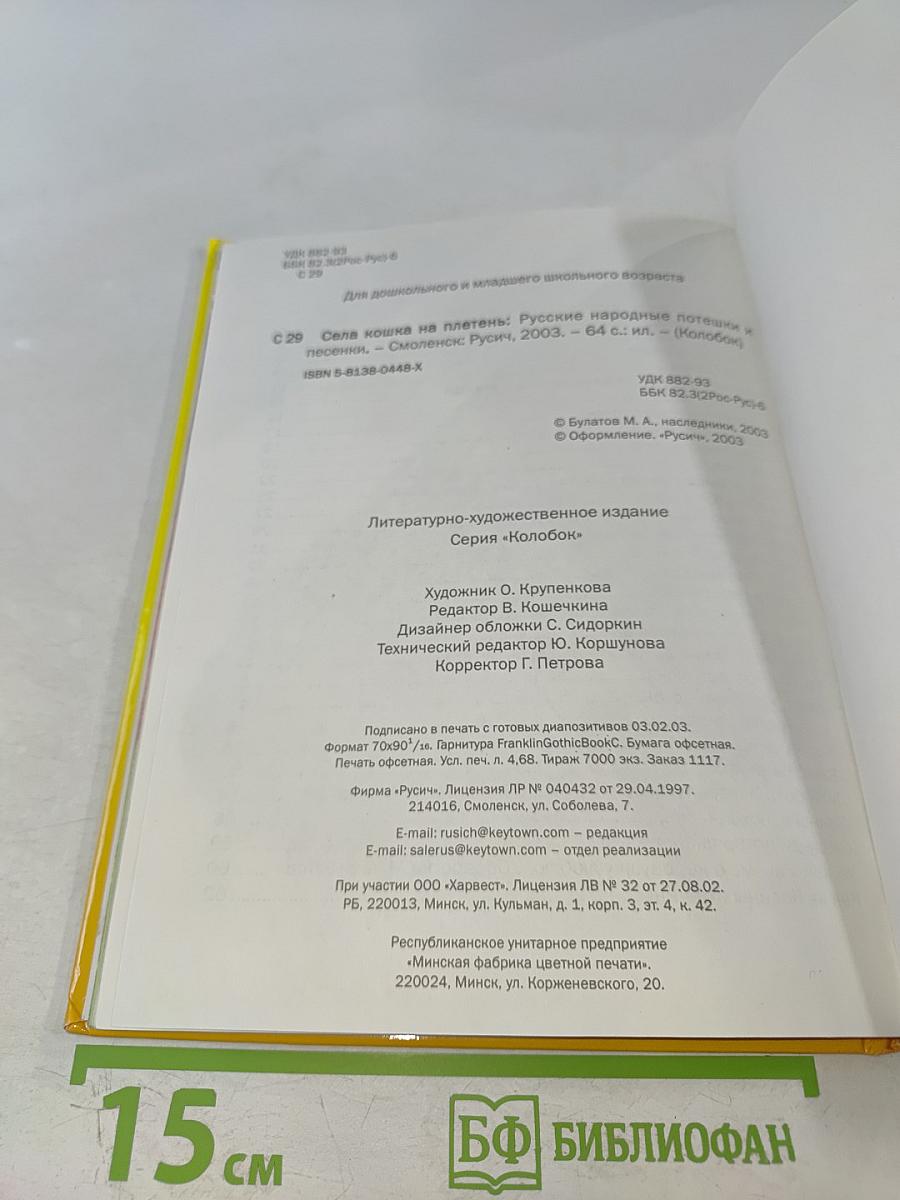 УДК 882-93
ББК 82.3(2Рос-Рус)-6
С 29
Для дошкольного и младшего школьного возраста
С 29 Села кошка на плетень: Русские народные потешки и
песенки. – Смоленск: Русич, 2003. – 64 с.: ил. – (Колобок)
ISBN 5-8138-0448-X
УДК 882-93
ББК 82.3(2Рос-Рус)-6
© Булатов М. А., наследники, 2003
© Оформление. «Русич», 2003
Литературно-художественное издание
Серия «Колобок»
Художник О. Крупенкова
Редактор В. Кошечкина
Дизайнер обложки С. Сидоркин
Технический редактор Ю. Коршунова
Корректор Г. Петрова
Подписано в печать с готовых диапозитивов 03.02.03.
Формат 70х90¹/₁₆. Гарнитура FranklinGothicBookC. Бумага офсетная.
Печать офсетная. Усл. печ. л. 4,68. Тираж 7000 экз. Заказ 1117.
Фирма «Русич». Лицензия ЛР № 040432 от 29.04.1997.
214016, Смоленск, ул. Соболева, 7.
E-mail: rusich@keytown.com – редакция
E-mail: salerus@keytown.com – отдел реализации
При участии ООО «Харвест». Лицензия ЛВ № 32 от 27.08.02.
РБ, 220013, Минск, ул. Кульман, д. 1, корп. 3, эт. 4, к. 42.
Республиканское унитарное предприятие
«Минская фабрика цветной печати».
220024, Минск, ул. Корженевского, 20.
15 см
БФ БИБЛИОФАН